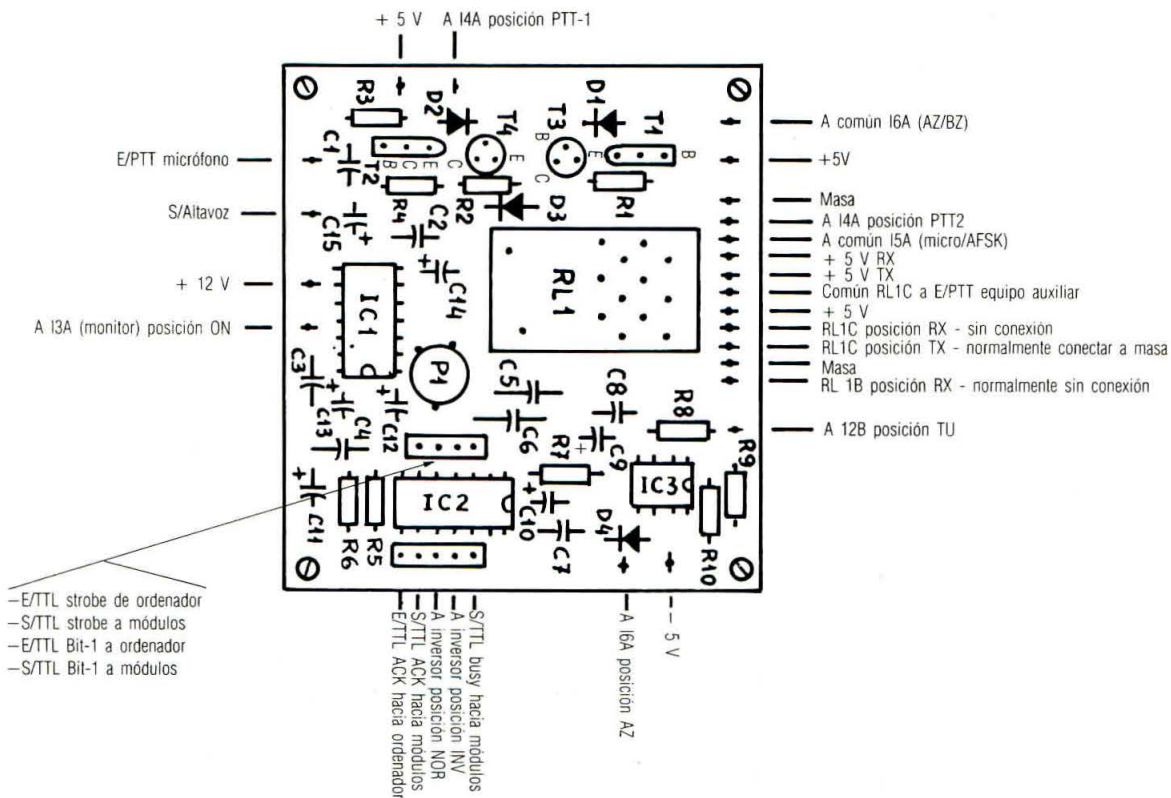 + 5 V
A I4A posición PTT-1
R3
D2
D1
T4
T3
T1
B
E
B
C1
T2
B
C
E
C
E
C
R4
R2
R1
C2
D3
C15
+
+
C14
IC1
RL1
P1
C3
+
C13
C4
+
C12
C5
C6
C8
C9
+
R8
R7
R9
+
C11
R6
R5
IC2
+
C10
C7
IC3
D4
R10
E/PTT micrófono
S/Altavoz
+ 12 V
A I3A (monitor) posición ON
A común I6A (AZ/BZ)
+5V
Masa
A I4A posición PTT2
A común I5A (micro/AFSK)
+ 5 V RX
+ 5 V TX
Común RL1C a E/PTT equipo auxiliar
+ 5 V
RL1C posición RX - sin conexión
RL1C posición TX - normalmente conectar a masa
Masa
RL 1B posición RX - normalmente sin conexión
A 12B posición TU
—E/TTL strobe de ordenador
—S/TTL strobe a módulos
—E/TTL Bit-1 a ordenador
—S/TTL Bit-1 a módulos
E/TTL ACK hacia ordenador
S/TTL ACK hacia módulos
A inversor posición NOR
A inversor posición INV
S/TTL busy hacia módulos
A I6A posición AZ
– 5 V